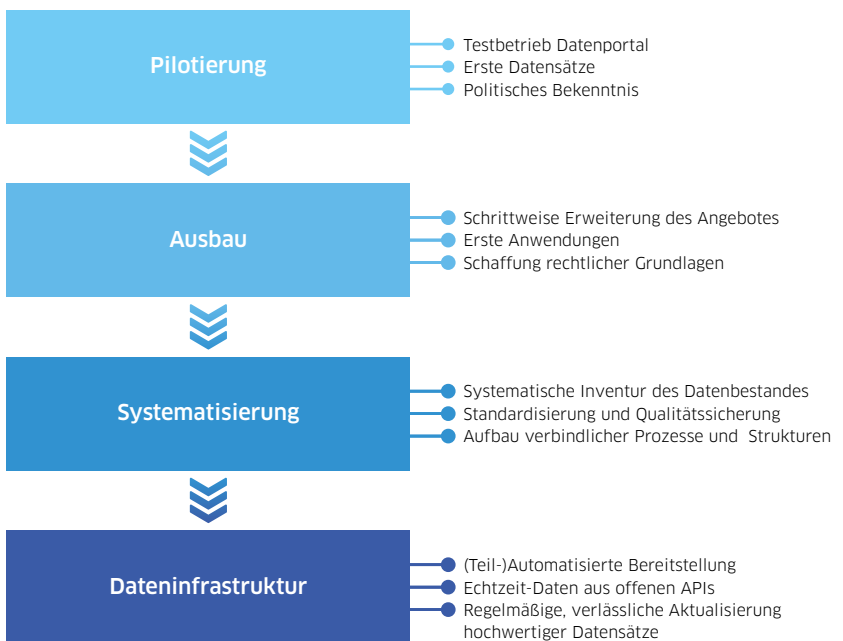 Pilotierung
Testbetrieb Datenportal
Erste Datensätze
Politisches Bekenntnis
Ausbau
Schrittweise Erweiterung des Angebotes
Erste Anwendungen
Schaffung rechtlicher Grundlagen
Systematisierung
Systematische Inventur des Datenbestandes
Standardisierung und Qualitätssicherung
Aufbau verbindlicher Prozesse und Strukturen
Dateninfrastruktur
(Teil-)Automatisierte Bereitstellung
Echtzeit-Daten aus offenen APIs
Regelmäßige, verlässliche Aktualisierung
hochwertiger Datensätze